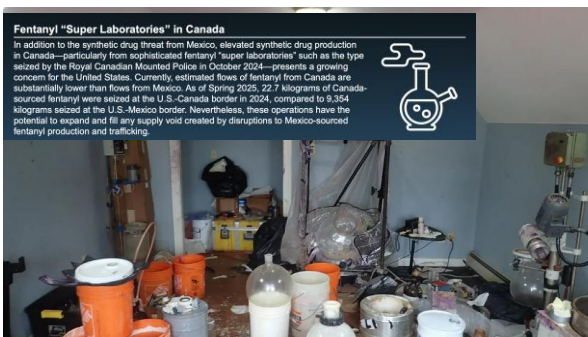 Fentanyl “Super Laboratories” in Canada
In addition to the synthetic drug threat from Mexico, elevated synthetic drug production
in Canada—particularly from sophisticated fentanyl “super laboratories” such as the type
seized by the Royal Canadian Mounted Police in October 2024—presents a growing
concern for the United States. Currently, estimated flows of fentanyl from Canada are
substantially lower than flows from Mexico. As of Spring 2025, 22.7 kilograms of Canada-
sourced fentanyl were seized at the U.S.-Canada border in 2024, compared to 9,354
kilograms seized at the U.S.-Mexico border. Nevertheless, these operations have the
potential to expand and fill any supply void created by disruptions to Mexico-sourced
fentanyl production and trafficking.